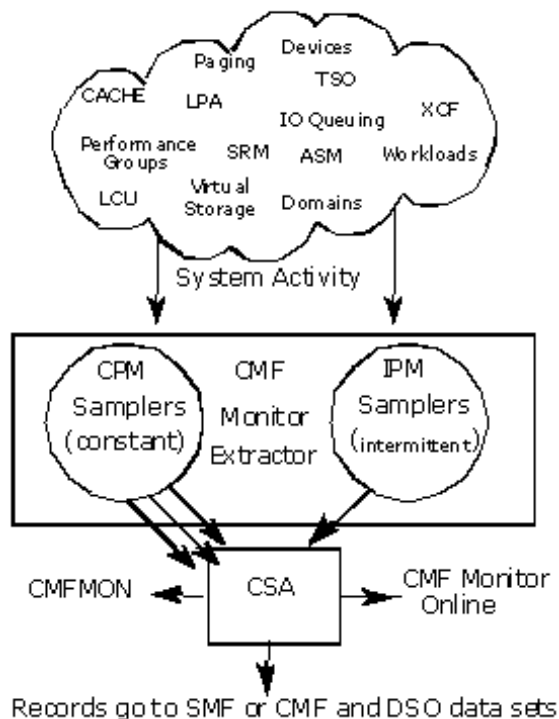 Devices
Paging
TSO
CACHE
LPA
XCF
IO Queuing
Performance
Groups
SRM
ASM
Workloads
LCU
Virtual
Storage
Domains
System Activity
CPM
Samplers
(constant)
CMF
Monitor
Extractor
IPM
Samplers
(intermittent)
CSA
CMFMON
CMF Monitor
Online
Records go to SMF or CMF and DSO data sets